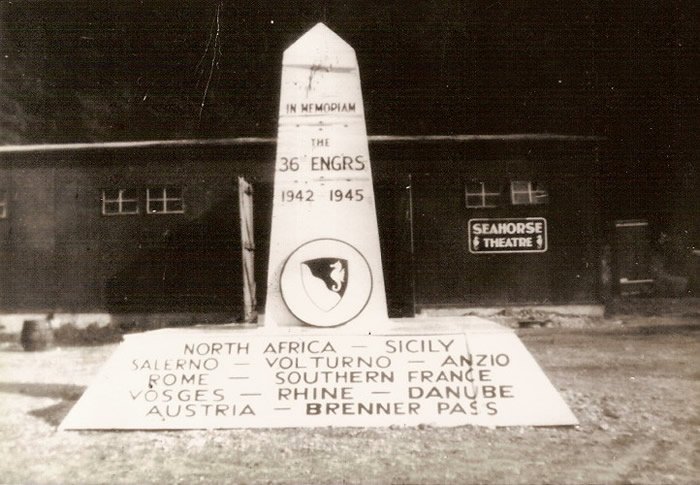 IN MEMORIAM
THE
36 ENGRS
1942 1945
SEAHORSE
THEATRE
NORTH AFRICA — SICILY
SALERNO — VOLTURNO — ANZIO
ROME — SOUTHERN FRANCE
VOSGES — RHINE — DANUBE
AUSTRIA — BRENNER PASS